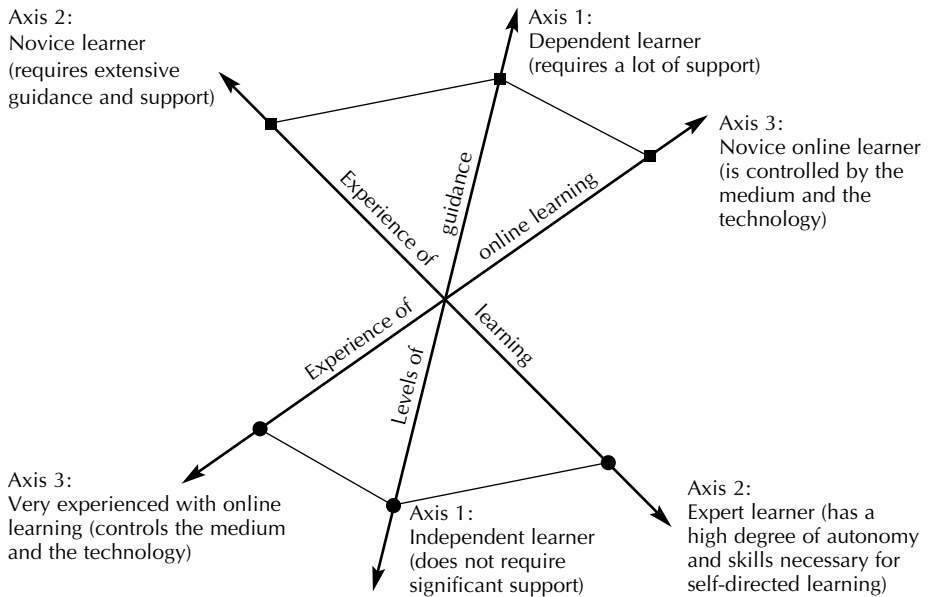 Axis 2:
Novice learner
(requires extensive
guidance and support)
Axis 1:
Dependent learner
(requires a lot of support)
Axis 3:
Novice online learner
(is controlled by the
medium and the
technology)
Experience of
guidance
online learning
Experience of
Levels of
learning
Axis 3:
Very experienced with online
learning (controls the medium
and the technology)
Axis 1:
Independent learner
(does not require
significant support)
Axis 2:
Expert learner (has a
high degree of autonomy
and skills necessary for
self-directed learning)